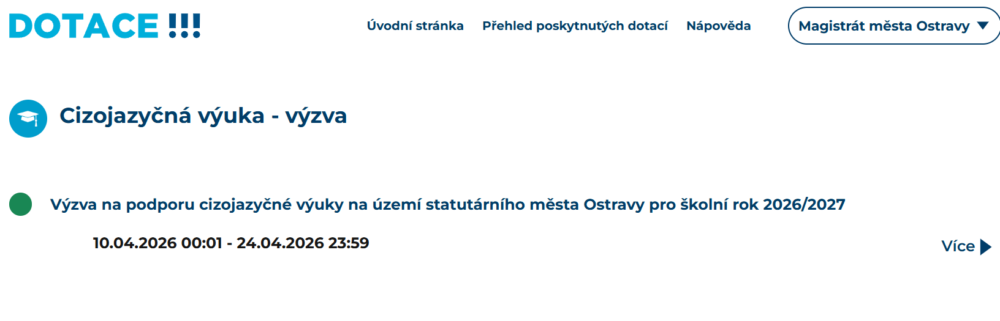 DOTACE !!!
Úvodní stránka
Přehled poskytnutých dotací
Nápověda
Magistrát města Ostravy
Cizojazyčná výuka - výzva
Výzva na podporu cizojazyčné výuky na území statutárního města Ostravy pro školní rok 2026/2027
10.04.2026 00:01 - 24.04.2026 23:59
Více